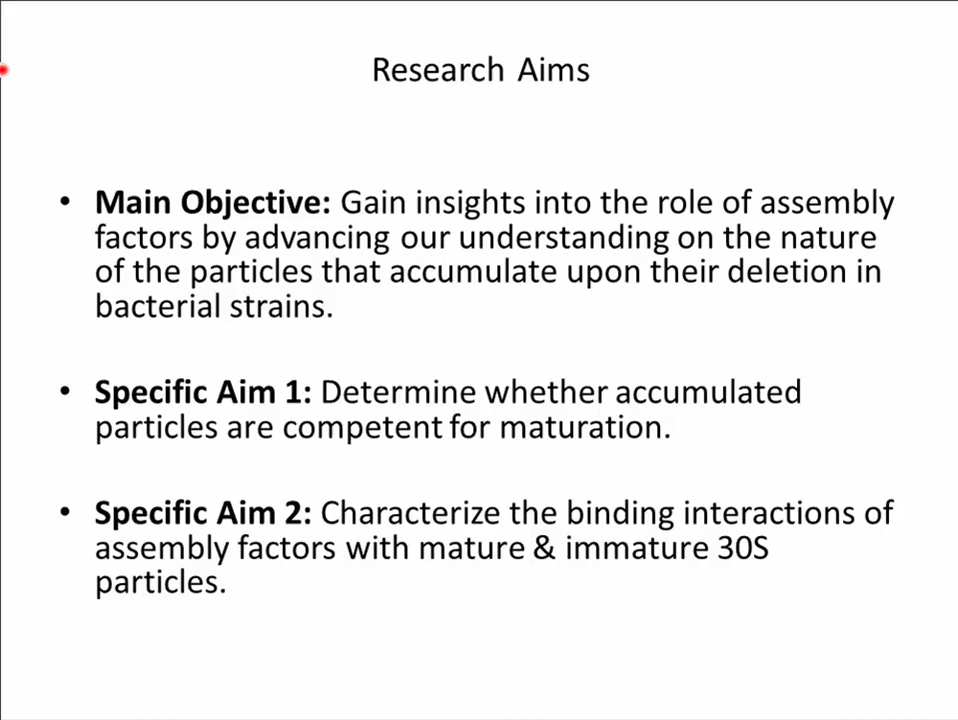 Research Aims
• Main Objective: Gain insights into the role of assembly
factors by advancing our understanding on the nature
of the particles that accumulate upon their deletion in
bacterial strains.
• Specific Aim 1: Determine whether accumulated
particles are competent for maturation.
• Specific Aim 2: Characterize the binding interactions of
assembly factors with mature & immature 30S
particles.